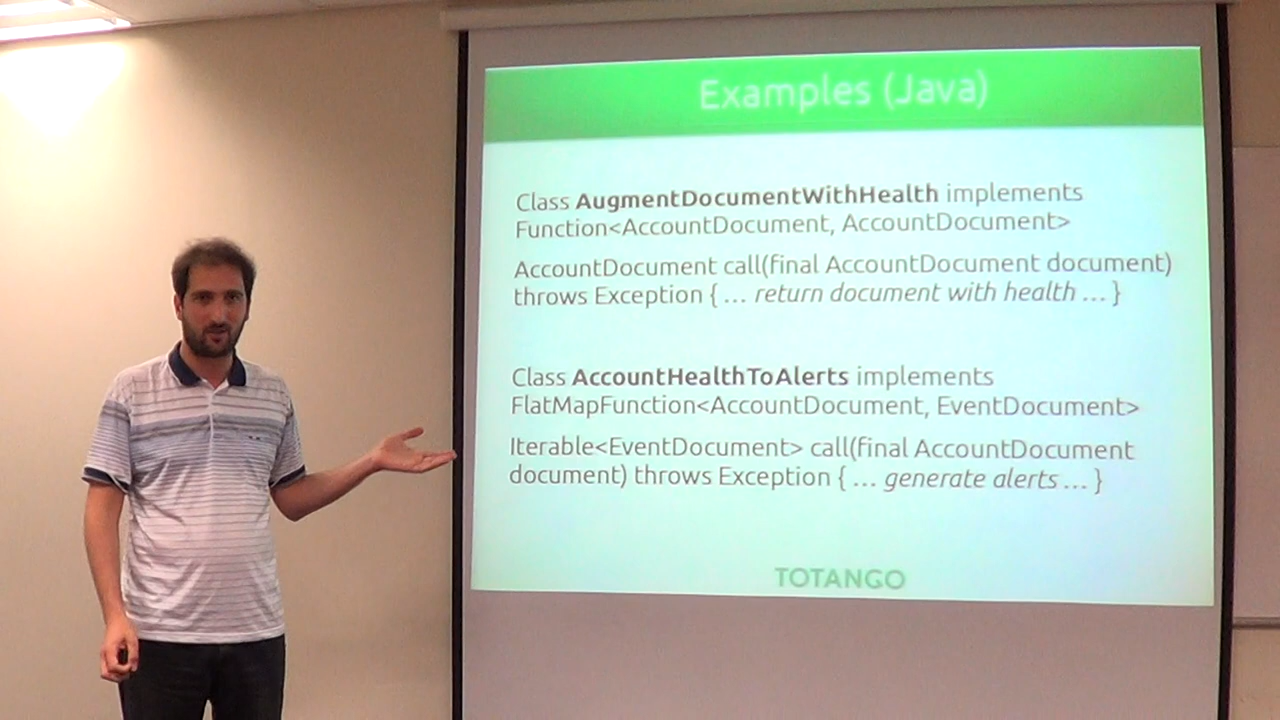 Examples (Java)
Class AugmentDocumentWithHealth implements
Function<AccountDocument, AccountDocument>
AccountDocument call(final AccountDocument document)
throws Exception { ... return document with health ... }
Class AccountHealthToAlerts implements
FlatMapFunction<AccountDocument, EventDocument>
Iterable<EventDocument> call(final AccountDocument
document) throws Exception { ... generate alerts ... }
TOTANGO